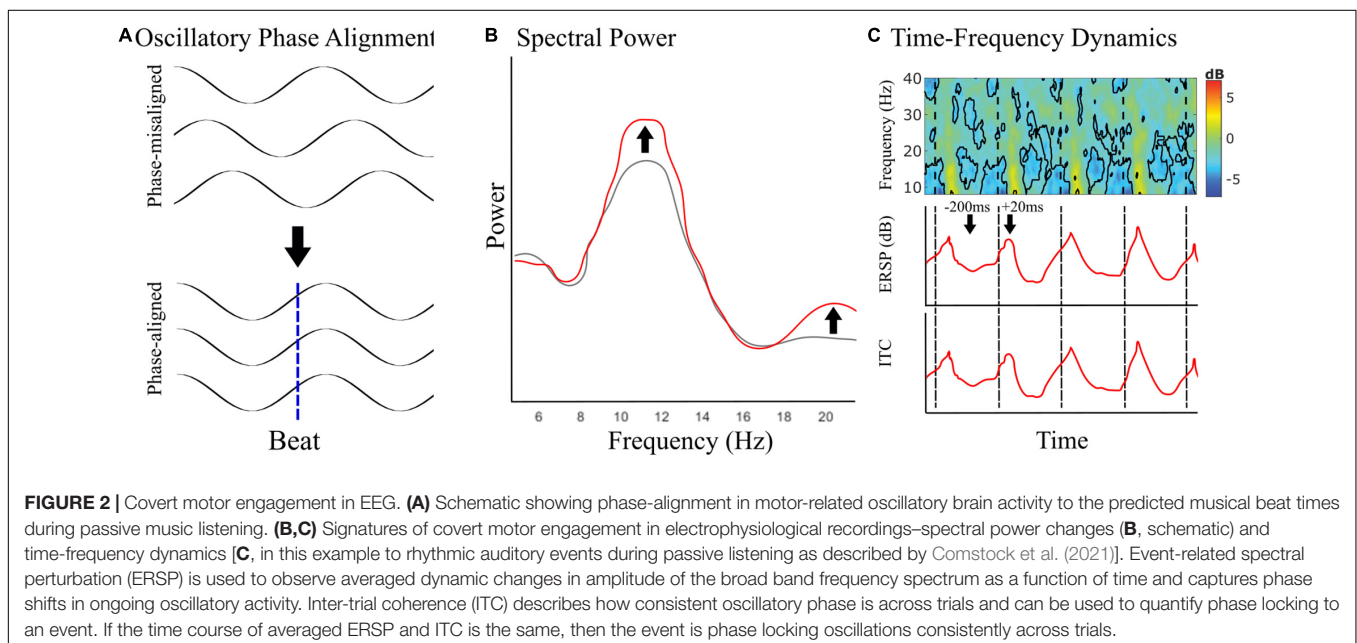 A Oscillatory Phase Alignment
Phase-misaligned
Phase-aligned
Beat
B Spectral Power
Power
6 8 10 12 14 16 18 20
Frequency (Hz)
C Time-Frequency Dynamics
dB
5
0
-5
Frequency (Hz)
40
30
20
10
-200ms +20ms
ERSP (dB)
ITC
Time
FIGURE 2 | Covert motor engagement in EEG. (A) Schematic showing phase-alignment in motor-related oscillatory brain activity to the predicted musical beat times
during passive music listening. (B,C) Signatures of covert motor engagement in electrophysiological recordings–spectral power changes (B, schematic) and
time-frequency dynamics [C, in this example to rhythmic auditory events during passive listening as described by Comstock et al. (2021)]. Event-related spectral
perturbation (ERSP) is used to observe averaged dynamic changes in amplitude of the broad band frequency spectrum as a function of time and captures phase
shifts in ongoing oscillatory activity. Inter-trial coherence (ITC) describes how consistent oscillatory phase is across trials and can be used to quantify phase locking to
an event. If the time course of averaged ERSP and ITC is the same, then the event is phase locking oscillations consistently across trials.